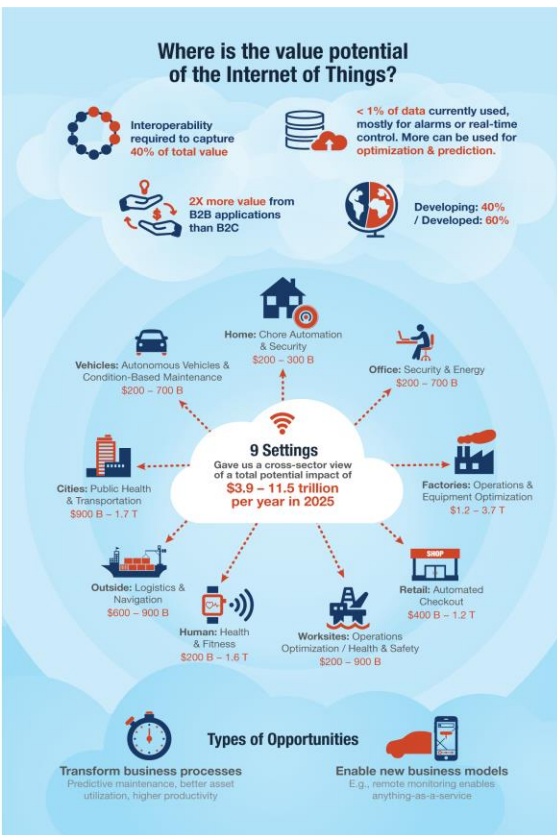 Where is the value potential
of the Internet of Things?
Interoperability
required to capture
40% of total value
< 1% of data currently used,
mostly for alarms or real-time
control. More can be used for
optimization & prediction.
2X more value from
B2B applications
than B2C
Developing: 40%
/ Developed: 60%
Home: Chore Automation
& Security
$200 – 300 B
Vehicles: Autonomous Vehicles &
Condition-Based Maintenance
$200 – 700 B
Office: Security & Energy
$200 – 700 B
9 Settings
Gave us a cross-sector view
of a total potential impact of
$3.9 – 11.5 trillion
per year in 2025
Cities: Public Health
& Transportation
$900 B – 1.7 T
Factories: Operations &
Equipment Optimization
$1.2 – 3.7 T
Outside: Logistics &
Navigation
$600 – 900 B
SHOP
Retail: Automated
Checkout
$400 B – 1.2 T
Human: Health
& Fitness
$200 B – 1.6 T
Worksites: Operations
Optimization / Health & Safety
$200 – 900 B
Types of Opportunities
Transform business processes
Predictive maintenance, better asset
utilization, higher productivity
Enable new business models
E.g., remote monitoring enables
anything-as-a-service